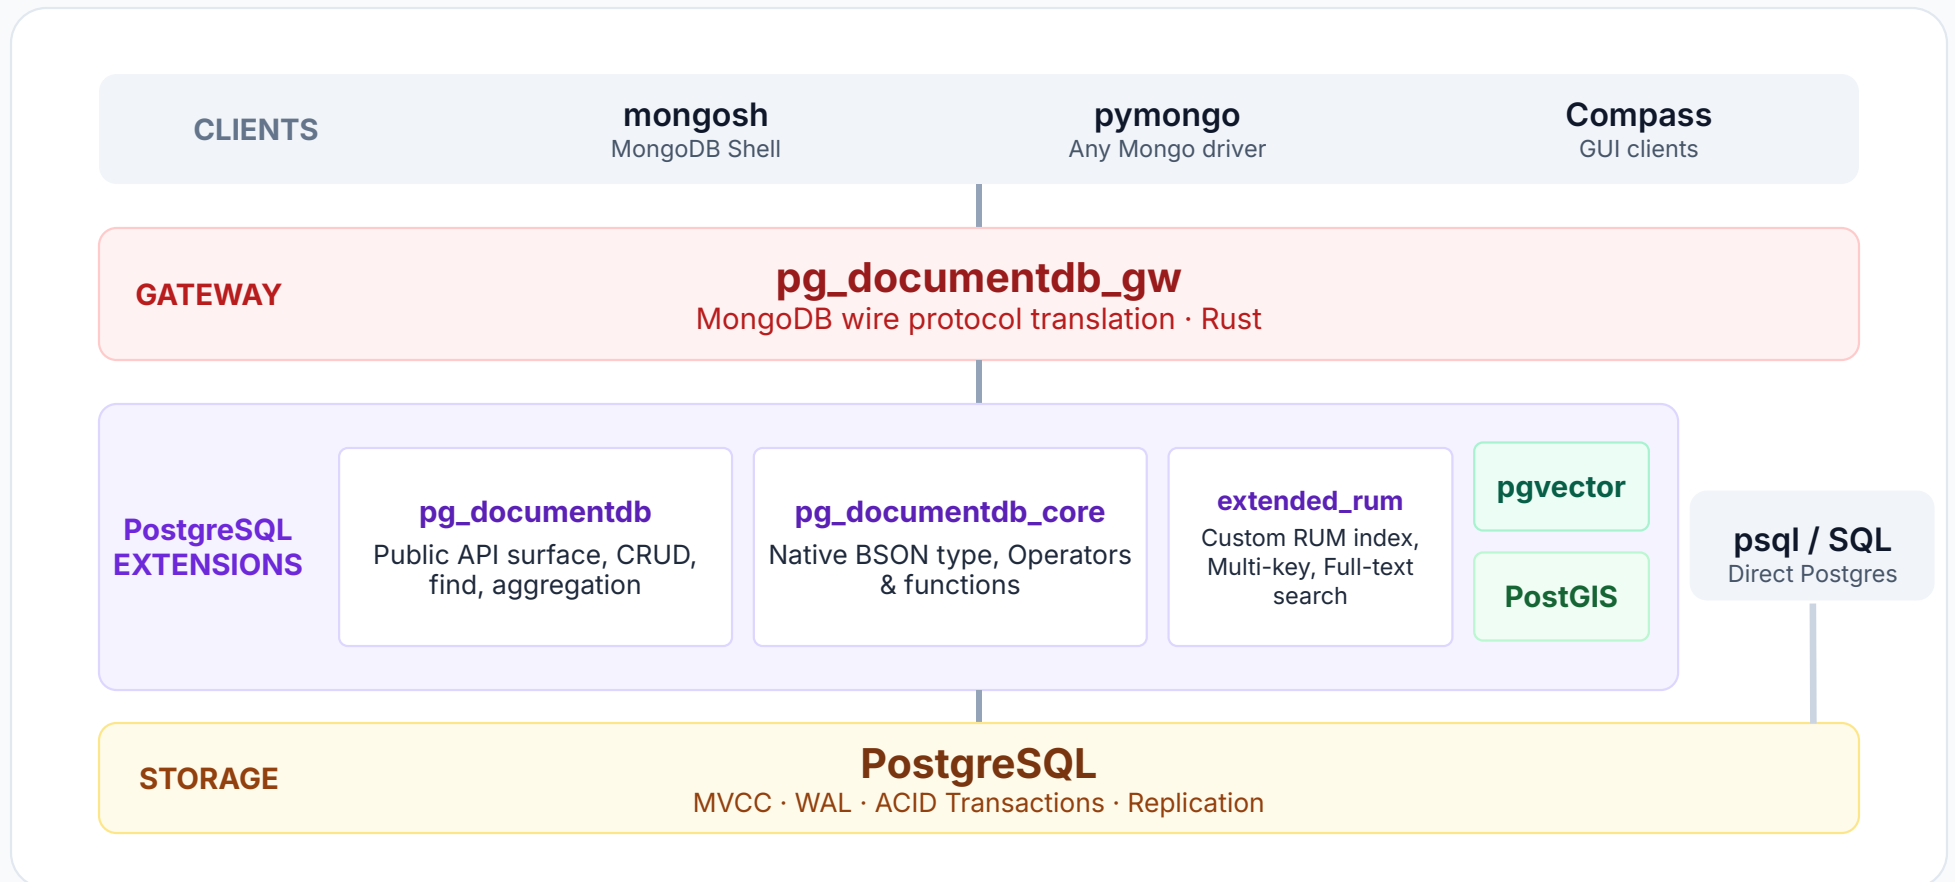 CLIENTS
mongosh
MongoDB Shell
pymongo
Any Mongo driver
Compass
GUI clients
GATEWAY
pg_documentdb_gw
MongoDB wire protocol translation · Rust
PostgreSQL
EXTENSIONS
pg_documentdb
Public API surface, CRUD,
find, aggregation
pg_documentdb_core
Native BSON type, Operators
& functions
extended_rum
Custom RUM index,
Multi-key, Full-text
search
pgvector
PostGIS
psql / SQL
Direct Postgres
STORAGE
PostgreSQL
MVCC · WAL · ACID Transactions · Replication